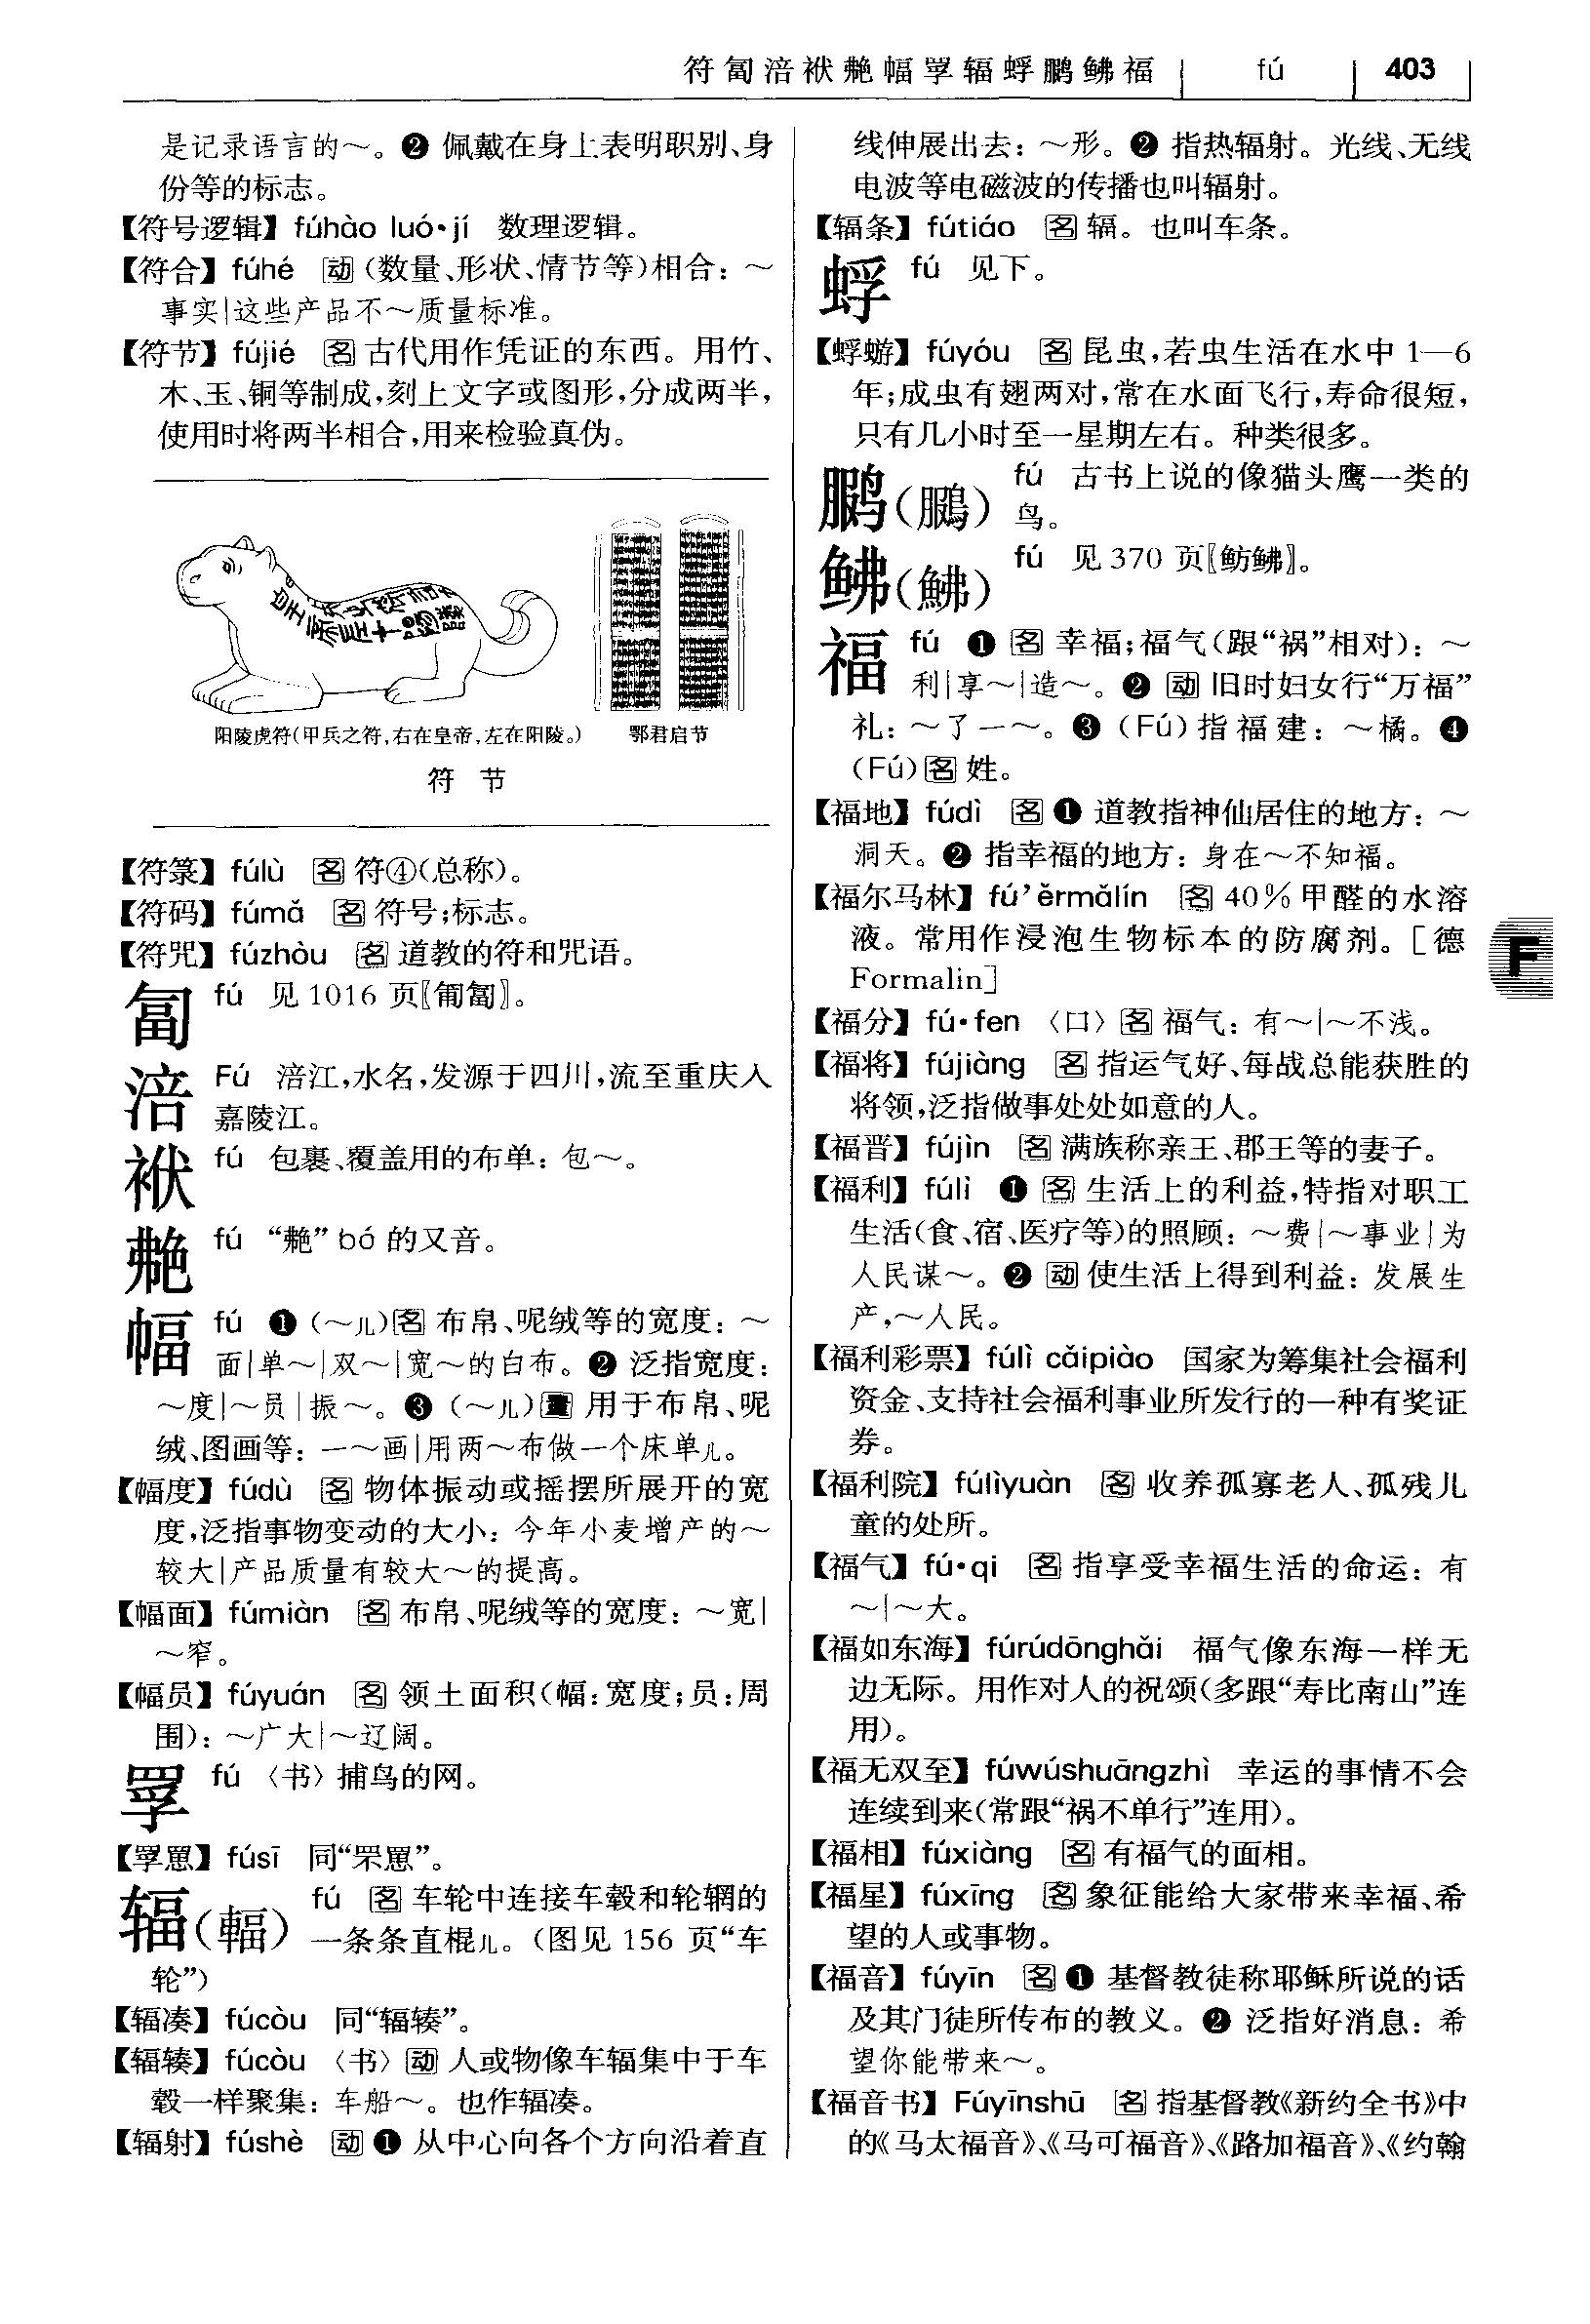 符匐涪袱艴幅罦辐蜉鵩鲱福 fú 403
是记录语言的～。❷ 佩戴在身上表明职别、身
份等的标志。
【符号逻辑】 fúhào luó•jí 数理逻辑。
【符合】 fúhé 动(数量、形状、情节等)相合：～
事实|这些产品不～质量标准。
【符节】 fújié 名 古代用作凭证的东西。用竹、
木、玉、铜等制成，刻上文字或图形，分成两半，
使用时将两半相合，用来检验真伪。
阳陵虎符(甲兵之符，右在皇帝，左在阳陵。) 鄂君启节
符 节
【符箓】 fúlù 名 符④(总称)。
【符码】 fúmǎ 名 符号；标志。
【符咒】 fúzhòu 名 道教的符和咒语。
匐 fú 见 1016 页〖匍匐〗。
涪 Fú 涪江，水名，发源于四川，流至重庆入
嘉陵江。
袱 fú 包裹、覆盖用的布单：包～。
艴 fú “艴” bó 的又音。
幅 fú ❶ (～儿)名 布帛、呢绒等的宽度：～
面|单～|双～|宽～的白布。❷ 泛指宽度：
～度|～员|振～。❸ (～儿)量 用于布帛、呢
绒、图画等：一～画|用两～布做一个床单儿。
【幅度】 fúdù 名 物体振动或摇摆所展开的宽
度，泛指事物变动的大小：今年小麦增产的～
较大|产品质量有较大～的提高。
【幅面】 fúmiàn 名 布帛、呢绒等的宽度：～宽|
～窄。
【幅员】 fúyuán 名 领土面积(幅：宽度；员：周
围)：～广大|～辽阔。
罦 fú 〈书〉捕鸟的网。
【罦罳】 fúsī 同“罘罳”。
辐(輻) fú 名 车轮中连接车毂和轮辋的
一条条直棍儿。(图见 156 页“车
轮”)
【辐凑】 fúcòu 同“辐辏”。
【辐辏】 fúcòu 〈书〉动 人或物像车辐集中于车
毂一样聚集：车船～。也作辐凑。
【辐射】 fúshè 动 ❶ 从中心向各个方向沿着直
线伸展出去：～形。❷ 指热辐射。光线、无线
电波等电磁波的传播也叫辐射。
【辐条】 fútiáo 名 辐。也叫车条。
蜉 fú 见下。
【蜉蝣】 fúyóu 名 昆虫，若虫生活在水中 1—6
年；成虫有翅两对，常在水面飞行，寿命很短，
只有几小时至一星期左右。种类很多。
鵩(鵩) fú 古书上说的像猫头鹰一类的
鸟。
fú 见 370 页
福 fú ❶ 名 幸福；福气(跟“祸”相对)：～
利|享～|造～。❷ 动 旧时妇女行“万福”
礼：～了一～。❸ (Fú)指福建：～橘。❹
(Fú)名 姓。
【福地】 fúdì 名 ❶ 道教指神仙居住的地方：～
洞天。❷ 指幸福的地方：身在～不知福。
【福尔马林】 fú’ěrmǎlín 名 40％甲醛的水溶
液。常用作浸泡生物标本的防腐剂。[德
Formalin]
【福分】 fú•fen 〈口〉名 福气：有～|～不浅。
【福将】 fújiàng 名 指运气好、每战总能获胜的
将领，泛指做事处处如意的人。
【福晋】 fújìn 名 满族称亲王、郡王等的妻子。
【福利】 fúlì ❶ 名 生活上的利益，特指对职工
生活(食、宿、医疗等)的照顾：～费|～事业|为
人民谋～。❷ 动 使生活上得到利益：发展生
产，～人民。
【福利彩票】 fúlì cǎipiào 国家为筹集社会福利
资金、支持社会福利事业所发行的一种有奖证
券。
【福利院】 fúlìyuàn 名 收养孤寡老人、孤残儿
童的处所。
【福气】 fú•qi 名 指享受幸福生活的命运：有
～|～大。
【福如东海】 fúrúdōnghǎi 福气像东海一样无
边无际。用作对人的祝颂(多跟“寿比南山”连
用)。
【福无双至】 fúwúshuāngzhì 幸运的事情不会
连续到来(常跟“祸不单行”连用)。
【福相】 fúxiàng 名 有福气的面相。
【福星】 fúxīng 名 象征能给大家带来幸福、希
望的人或事物。
【福音】 fúyīn 名 ❶ 基督教徒称耶稣所说的话
及其门徒所传布的教义。❷ 泛指好消息：希
望你能带来～。
【福音书】 Fúyīnshū 名 指基督教《新约全书》中
的《马太福音》、《马可福音》、《路加福音》、《约翰
F